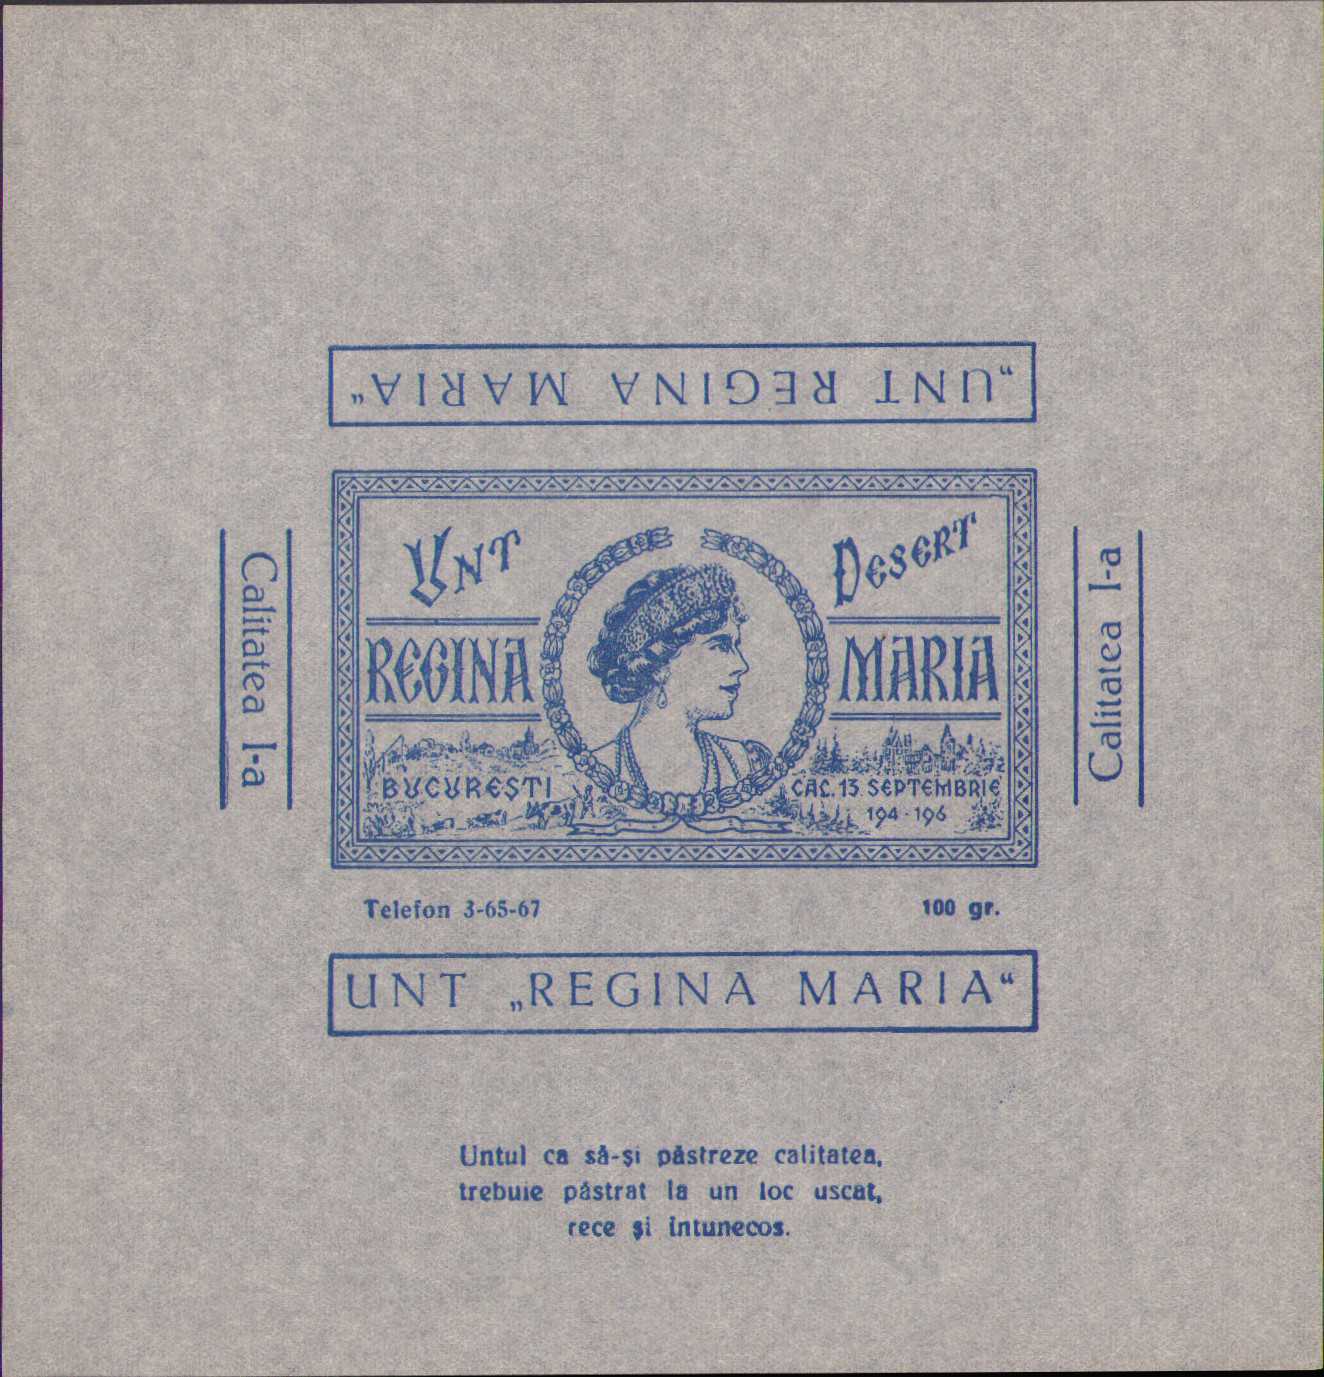 UNT „REGINA MARIA“
UNT DESERT
REGINA MARIA
BUCUREȘTI
CAL. 13 SEPTEMBRIE
194 - 196
Calitatea I-a
Calitatea I-a
Telefon 3-65-67
100 gr.
UNT „REGINA MARIA“
Untul ca să-și păstreze calitatea,
trebuie păstrat la un loc uscat,
rece și întunecos.